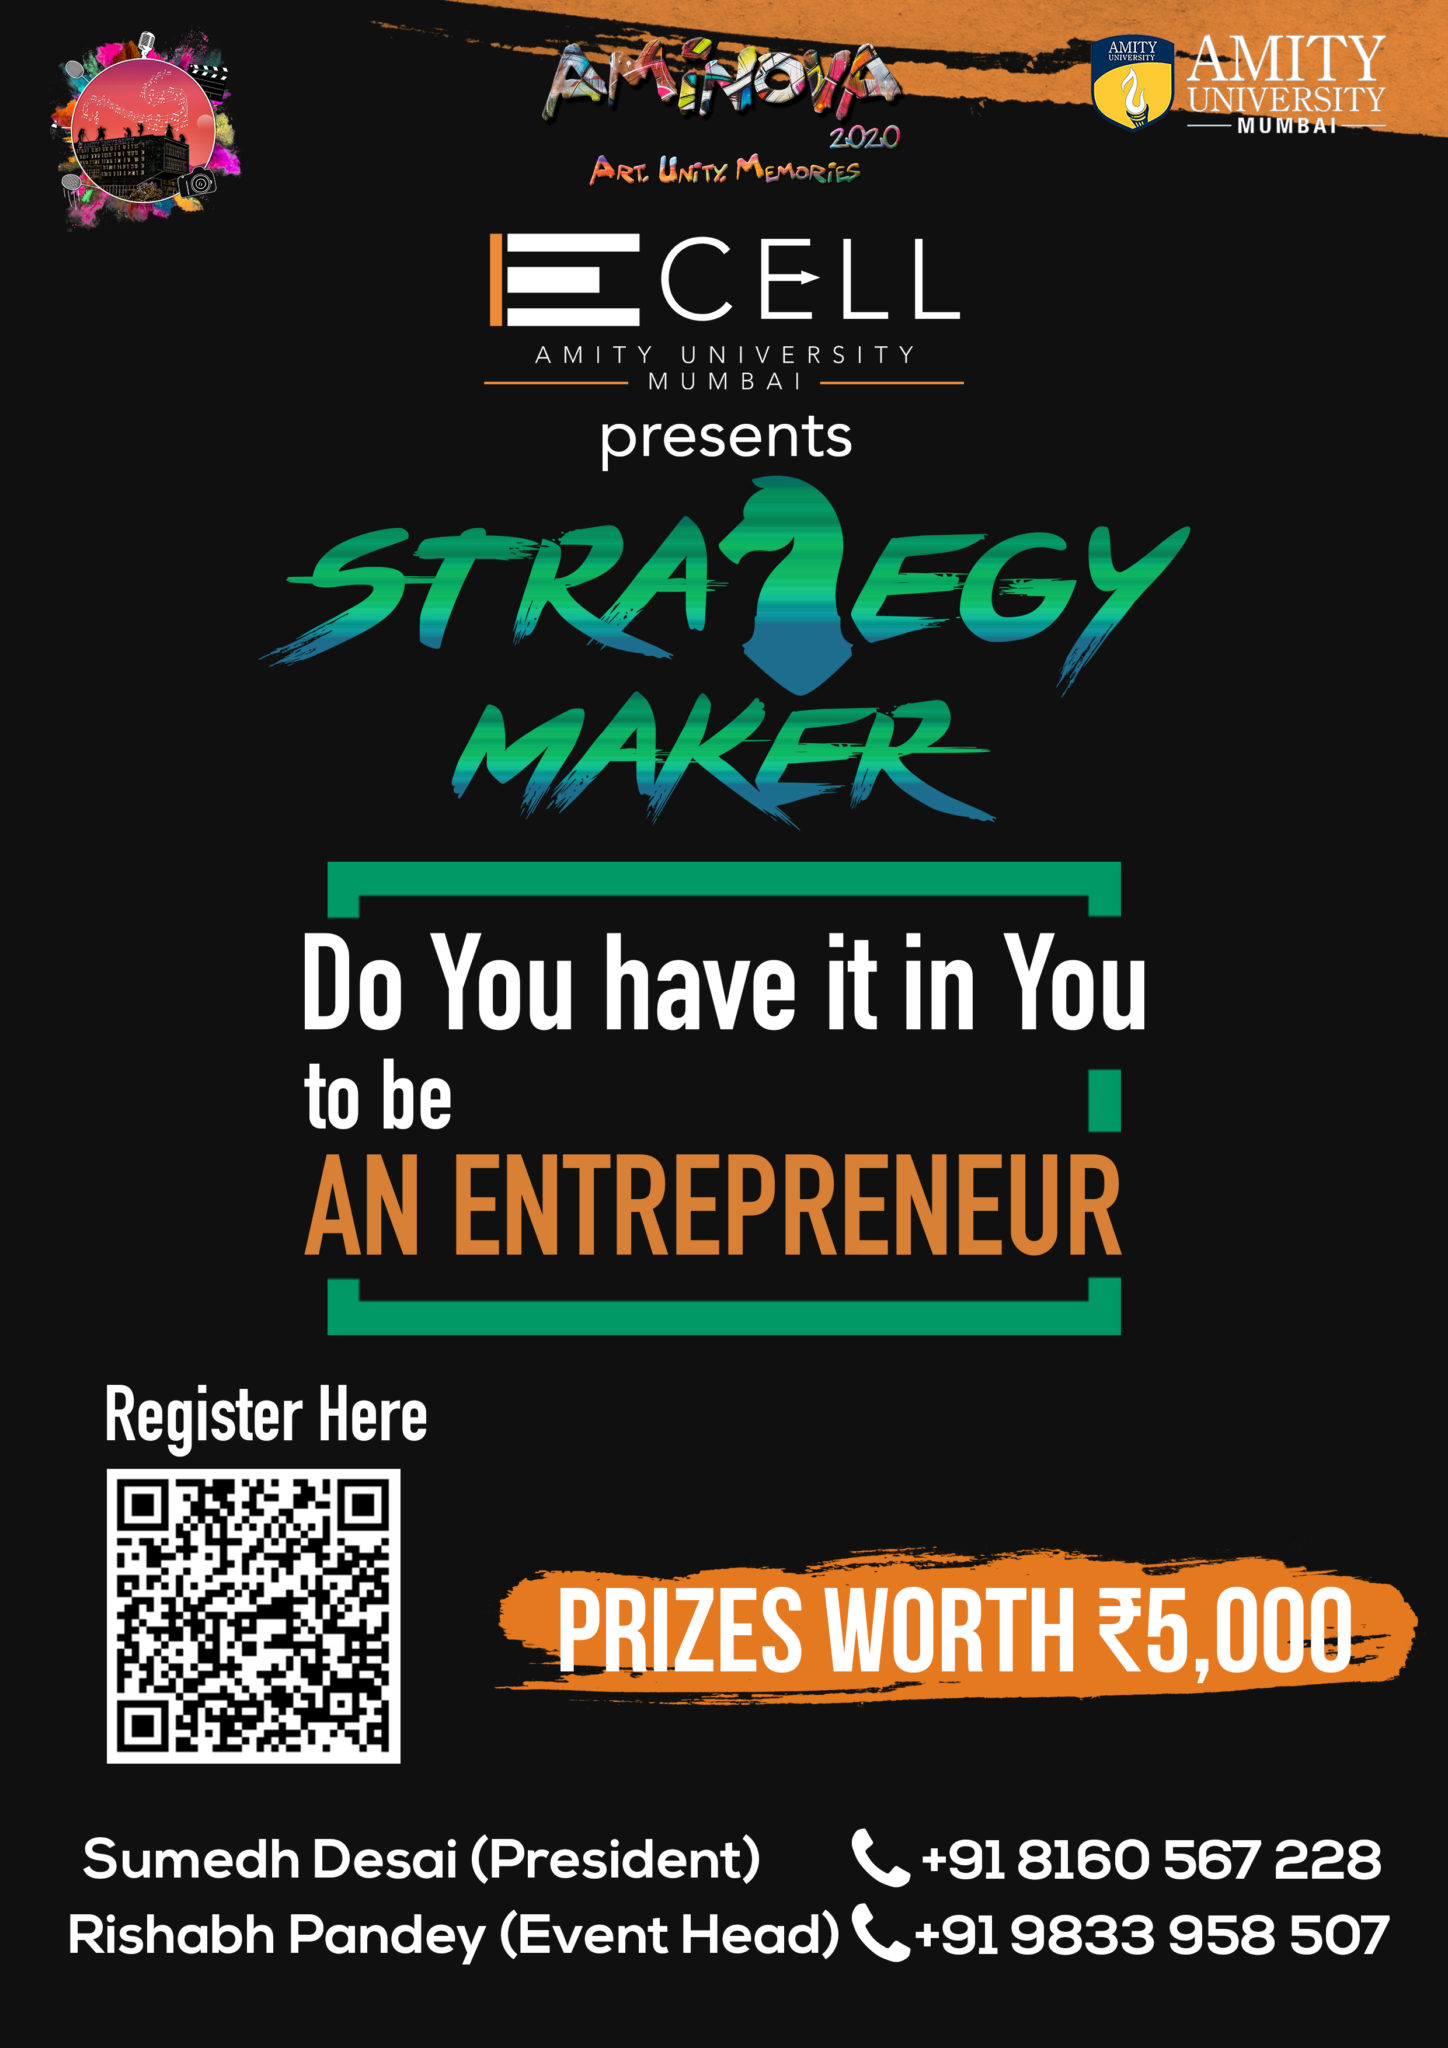 AMINOVA
2020
ART. UNITY. MEMORIES
AMITY
UNIVERSITY
AMITY
UNIVERSITY
MUMBAI
E CELL
AMITY UNIVERSITY
MUMBAI
presents
STRATEGY
MAKER
Do You have it in You
to be
AN ENTREPRENEUR
Register Here
PRIZES WORTH ₹5,000
Sumedh Desai (President) +91 8160 567 228
Rishabh Pandey (Event Head) +91 9833 958 507